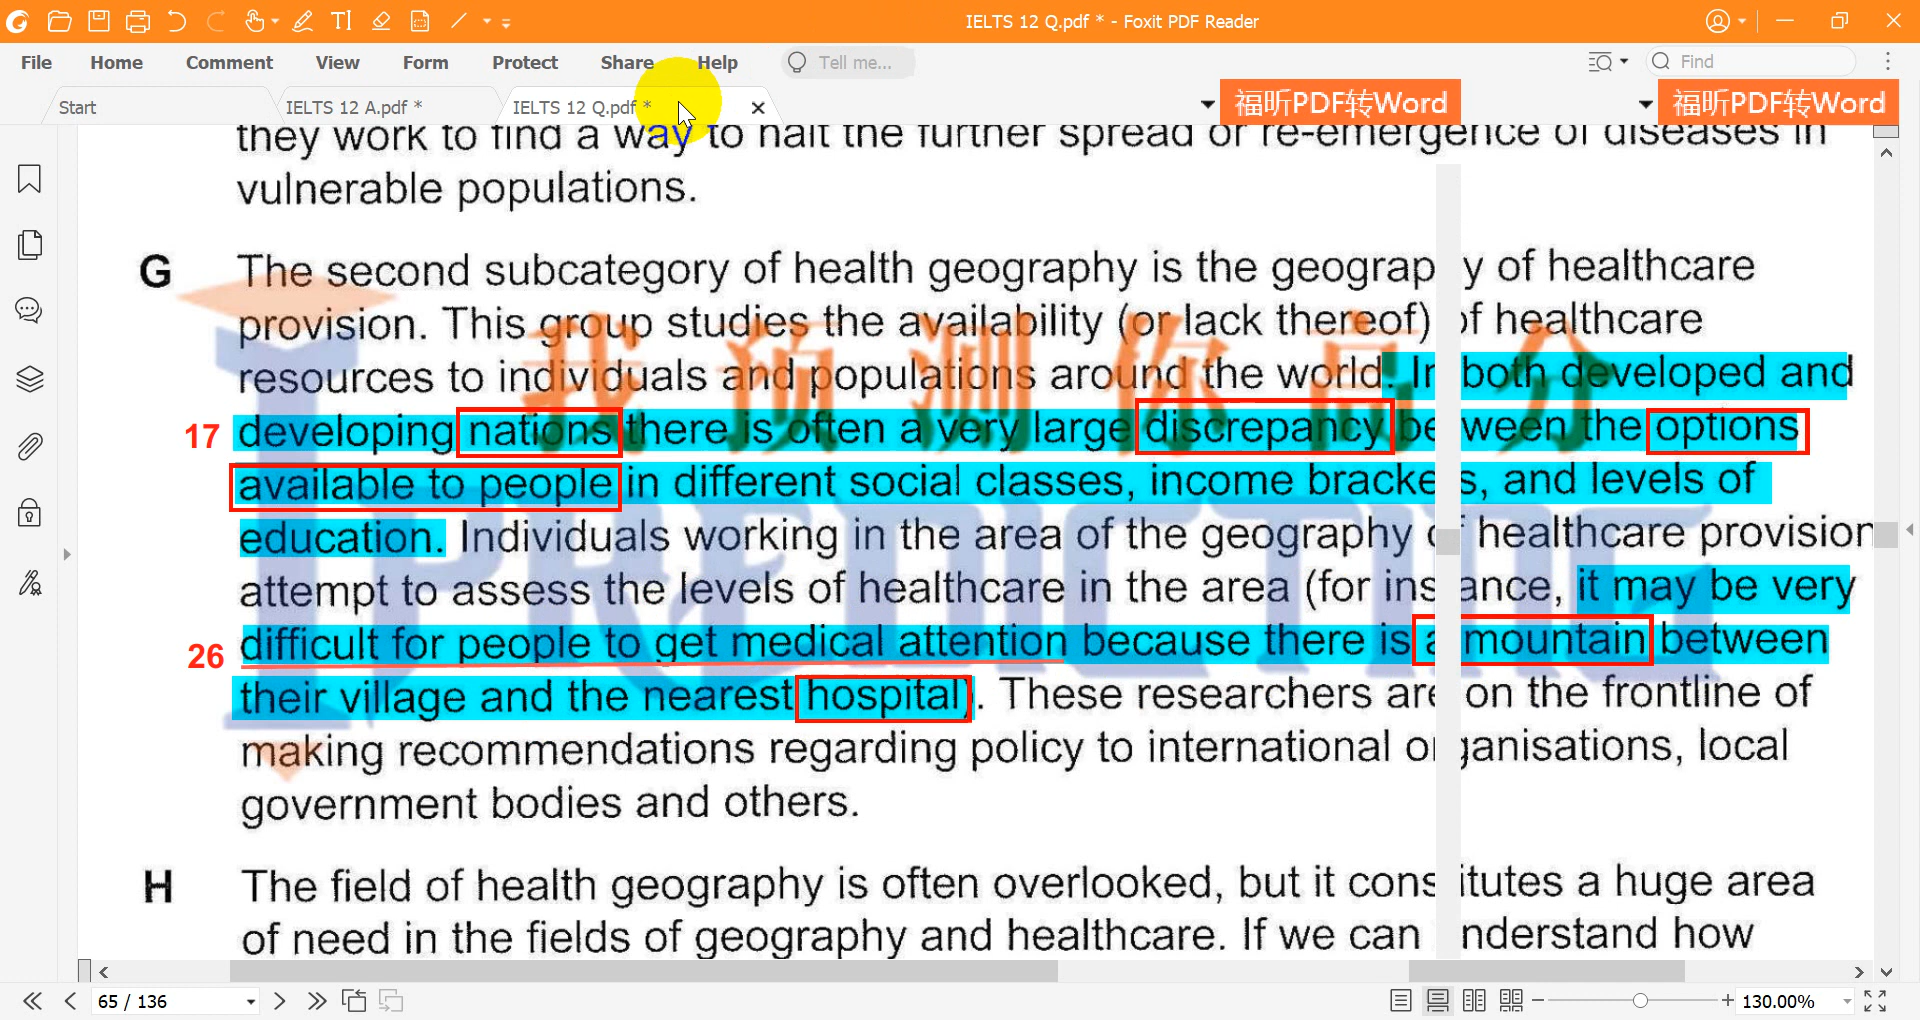 IELTS 12 Q.pdf * - Foxit PDF Reader
File Home Comment View Form Protect Share Help Tell me... Find
Start IELTS 12 A.pdf * IELTS 12 Q.pdf * 福昕PDF转Word 福昕PDF转Word
they work to find a way to halt the further spread or re-emergence of diseases in
vulnerable populations.
G The second subcategory of health geography is the geograp y of healthcare
provision. This group studies the availability (or lack thereof) of healthcare
resources to individuals and populations around the world. In both developed and
17 developing nations there is often a very large discrepancy be ween the options
available to people in different social classes, income bracke s, and levels of
education. Individuals working in the area of the geography of healthcare provision
attempt to assess the levels of healthcare in the area (for ins ance, it may be very
26 difficult for people to get medical attention because there is a mountain between
their village and the nearest hospital). These researchers are on the frontline of
making recommendations regarding policy to international organisations, local
government bodies and others.
H The field of health geography is often overlooked, but it cons itutes a huge area
of need in the fields of geography and healthcare. If we can nderstand how
我预测你高分
PREDICTING
65 / 136 130.00%